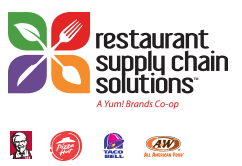 restaurant
supply chain
solutions™
A Yum! Brands Co-op
KFC
Pizza
Hut
TACO
BELL
A&W
ALL AMERICAN FOOD